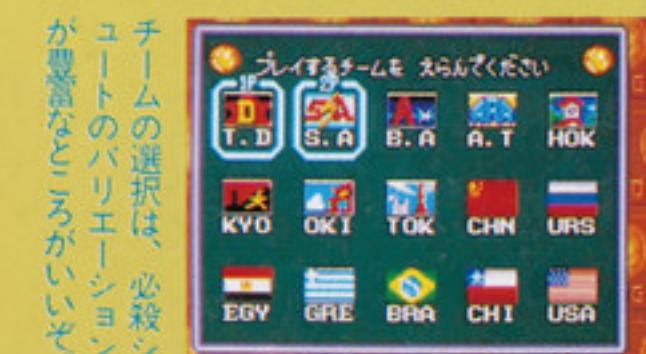 チームの選択は、必殺シ
ュートのバリエーション
が豊富なところがいいぞ
プレイするチームを えらんでください
1P 2P
T.D S.A B.A A.T HOK
KYO OKI TOK CHN URS
EGY GRE BRA CHI USA